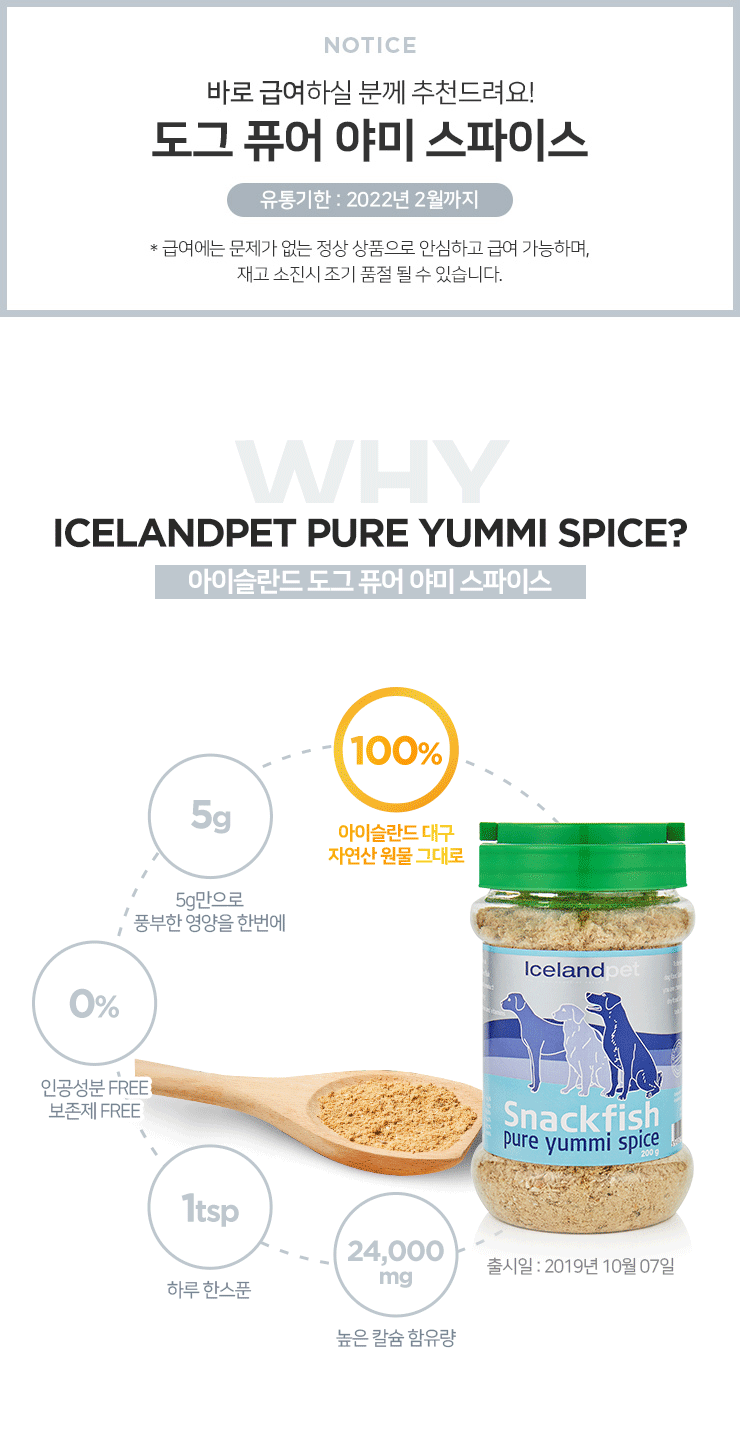 NOTICE
바로 급여하실 분께 추천드려요!
도그 퓨어 야미 스파이스
유통기한 : 2022년 2월까지
* 급여에는 문제가 없는 정상 상품으로 안심하고 급여 가능하며,
재고 소진시 조기 품절 될 수 있습니다.
WHY
ICELANDPET PURE YUMMI SPICE?
아이슬란드 도그 퓨어 야미 스파이스
100%
아이슬란드 대구
자연산 원물 그대로
5g
5g만으로
풍부한 영양을 한번에
0%
인공성분 FREE
보존제 FREE
1tsp
하루 한스푼
24,000
mg
높은 칼슘 함유량
Icelandpet
Snackfish
pure yummi spice
200 g
출시일 : 2019년 10월 07일